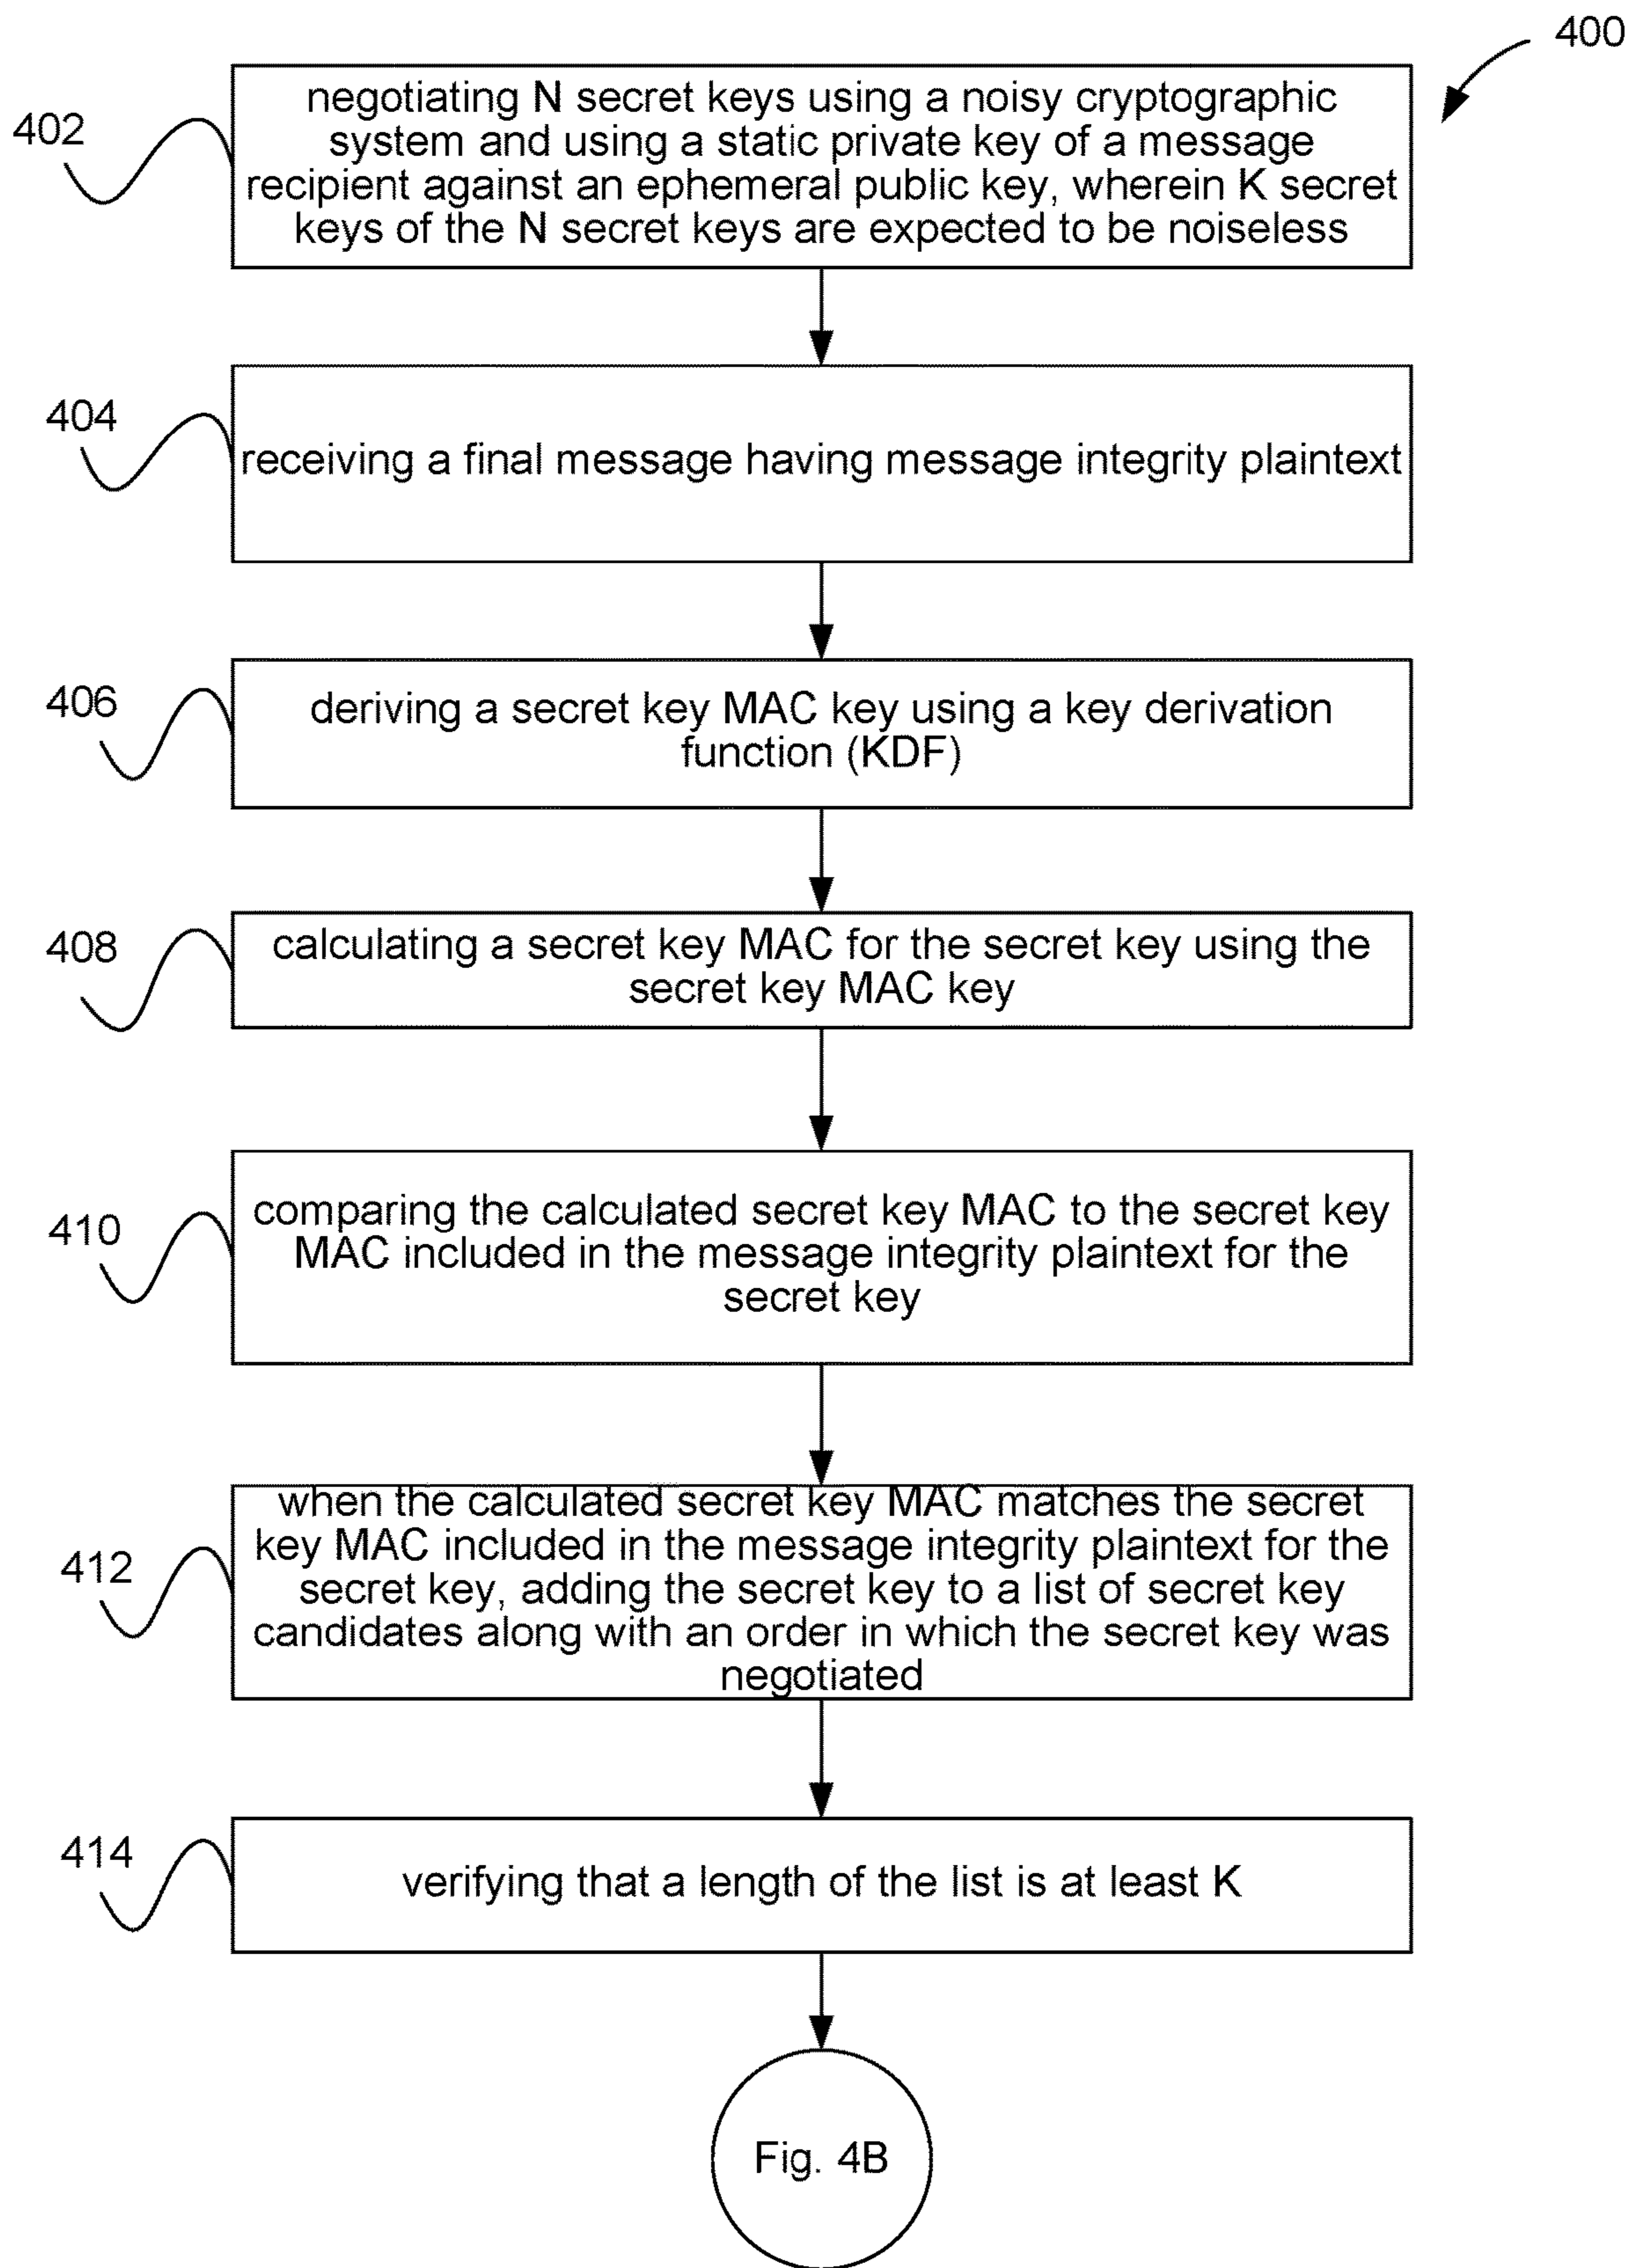 400
402
negotiating N secret keys using a noisy cryptographic
system and using a static private key of a message
recipient against an ephemeral public key, wherein K secret
keys of the N secret keys are expected to be noiseless
404
receiving a final message having message integrity plaintext
406
deriving a secret key MAC key using a key derivation
function (KDF)
408
calculating a secret key MAC for the secret key using the
secret key MAC key
410
comparing the calculated secret key MAC to the secret key
MAC included in the message integrity plaintext for the
secret key
412
when the calculated secret key MAC matches the secret
key MAC included in the message integrity plaintext for the
secret key, adding the secret key to a list of secret key
candidates along with an order in which the secret key was
negotiated
414
verifying that a length of the list is at least K
Fig. 4B